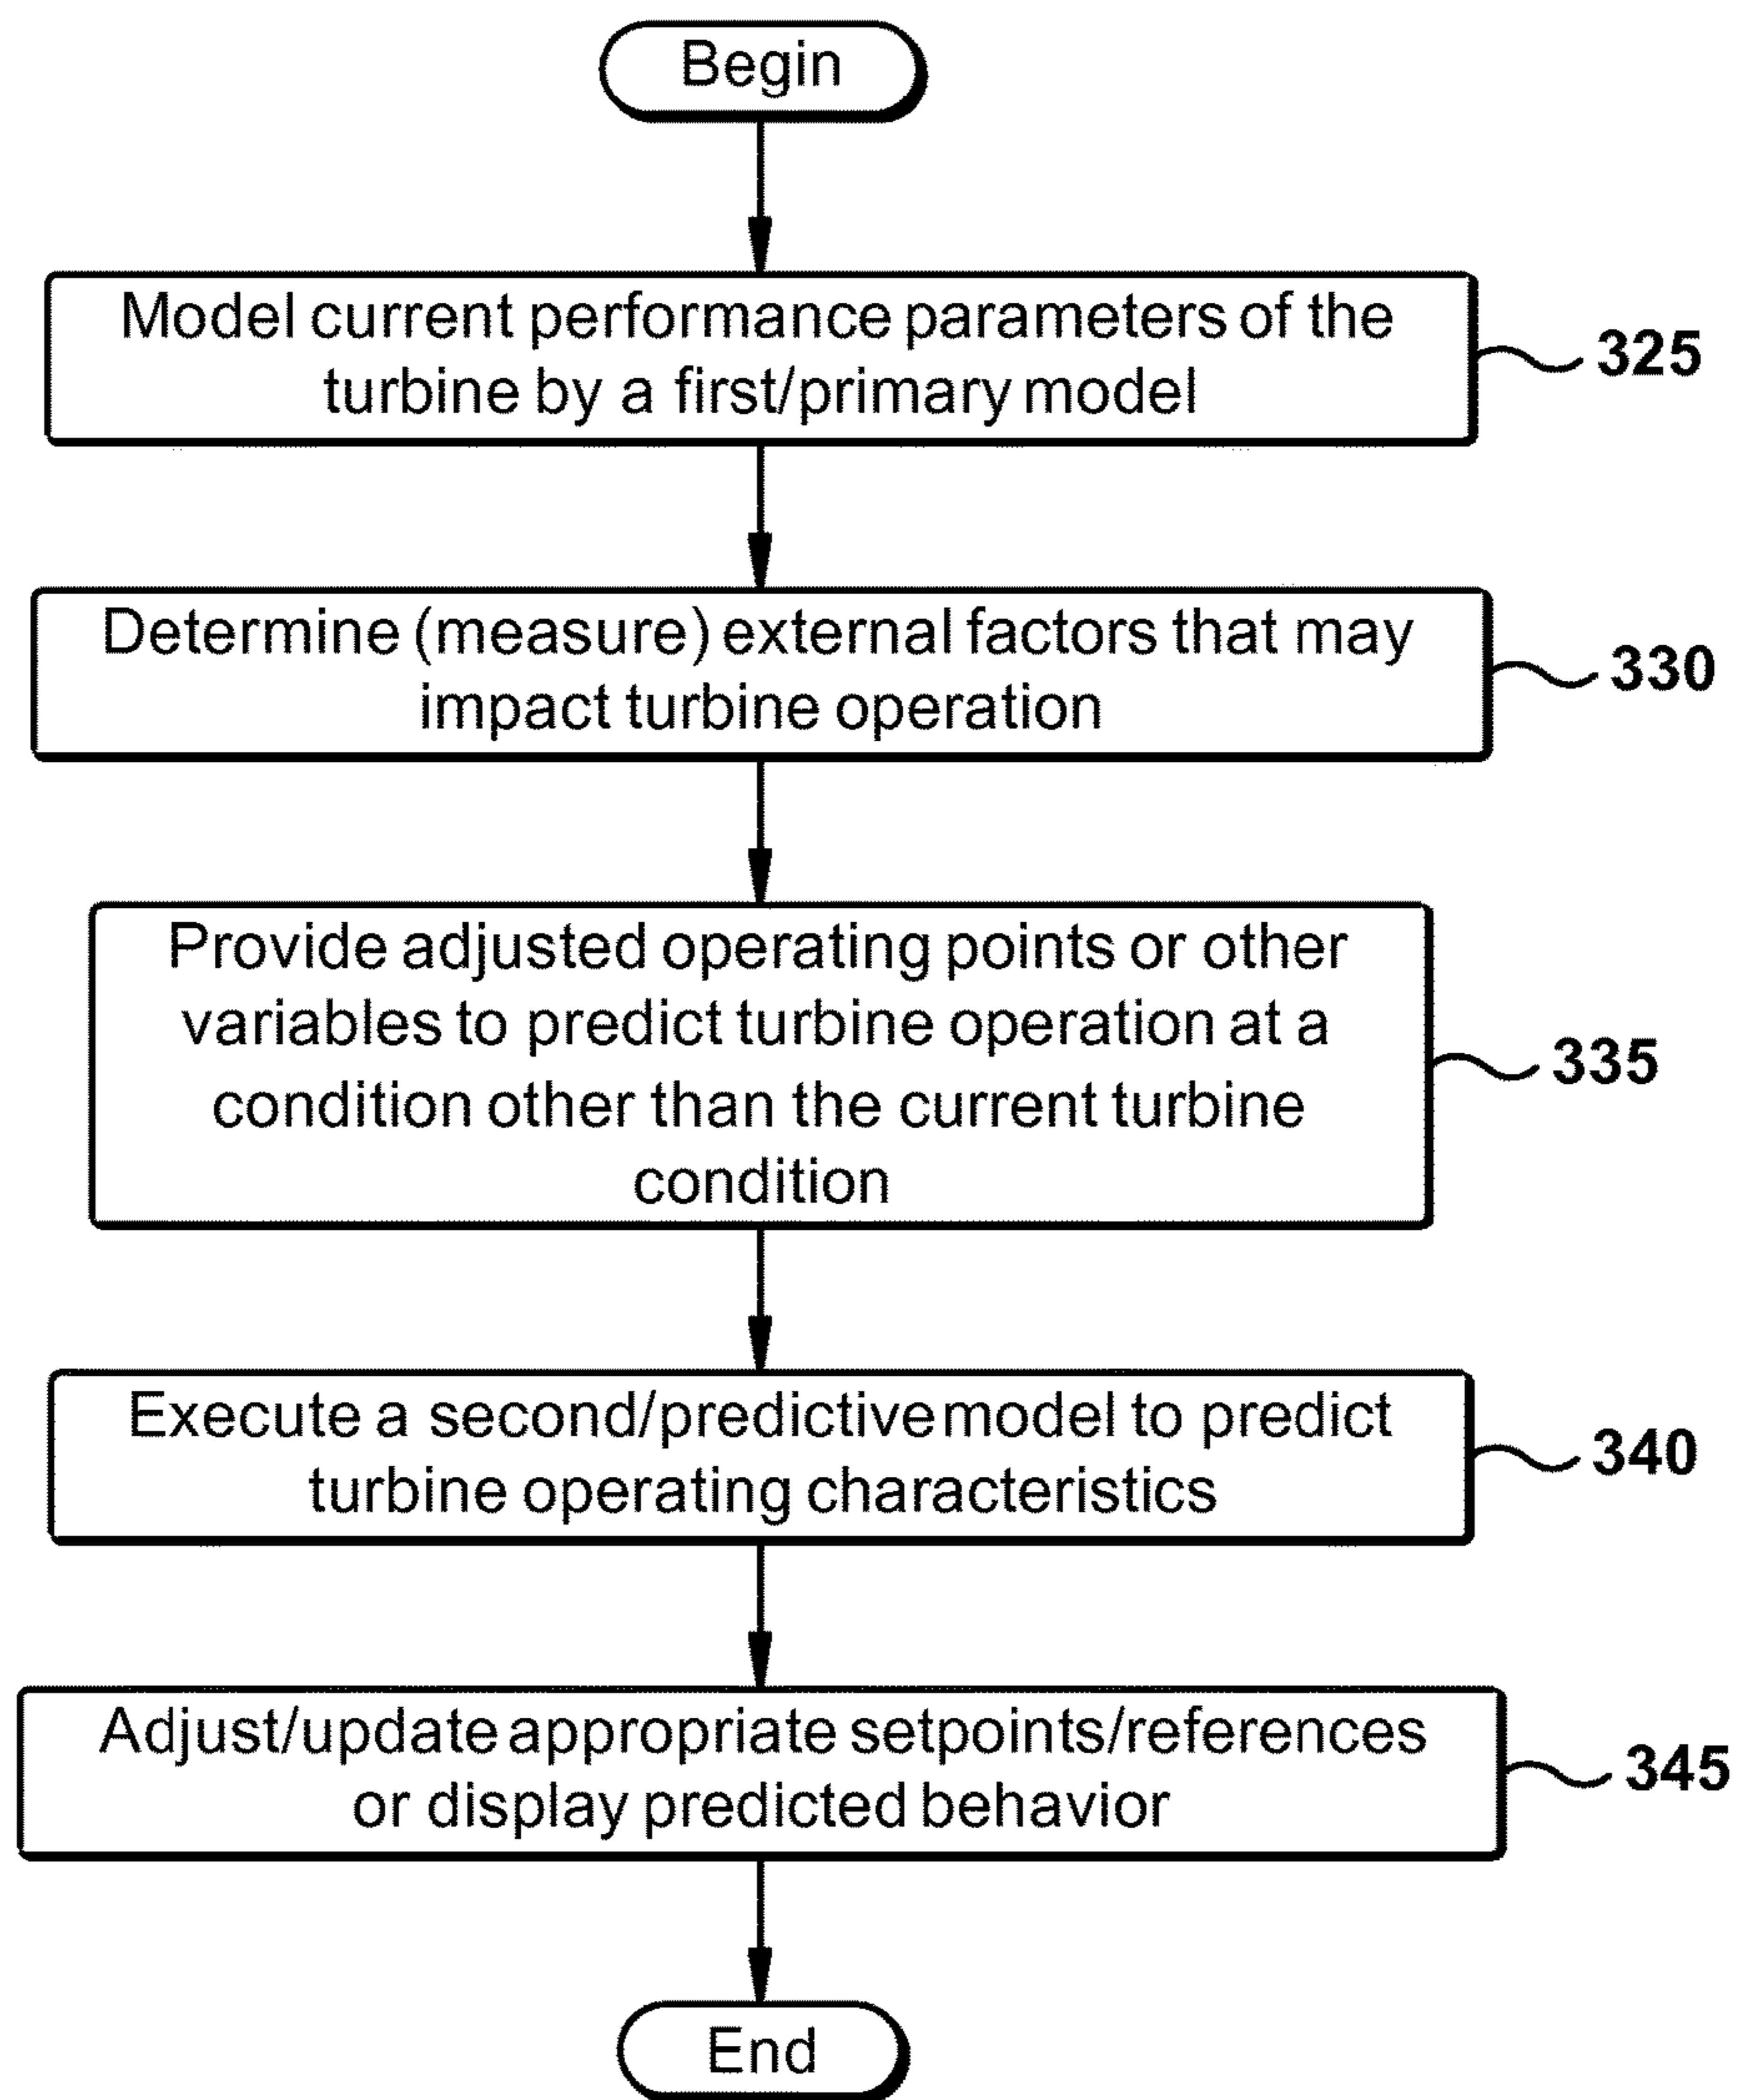 Begin
Model current performance parameters of the
turbine by a first/primary model
325
Determine (measure) external factors that may
impact turbine operation
330
Provide adjusted operating points or other
variables to predict turbine operation at a
condition other than the current turbine
condition
335
Execute a second/predictive model to predict
turbine operating characteristics
340
Adjust/update appropriate setpoints/references
or display predicted behavior
345
End